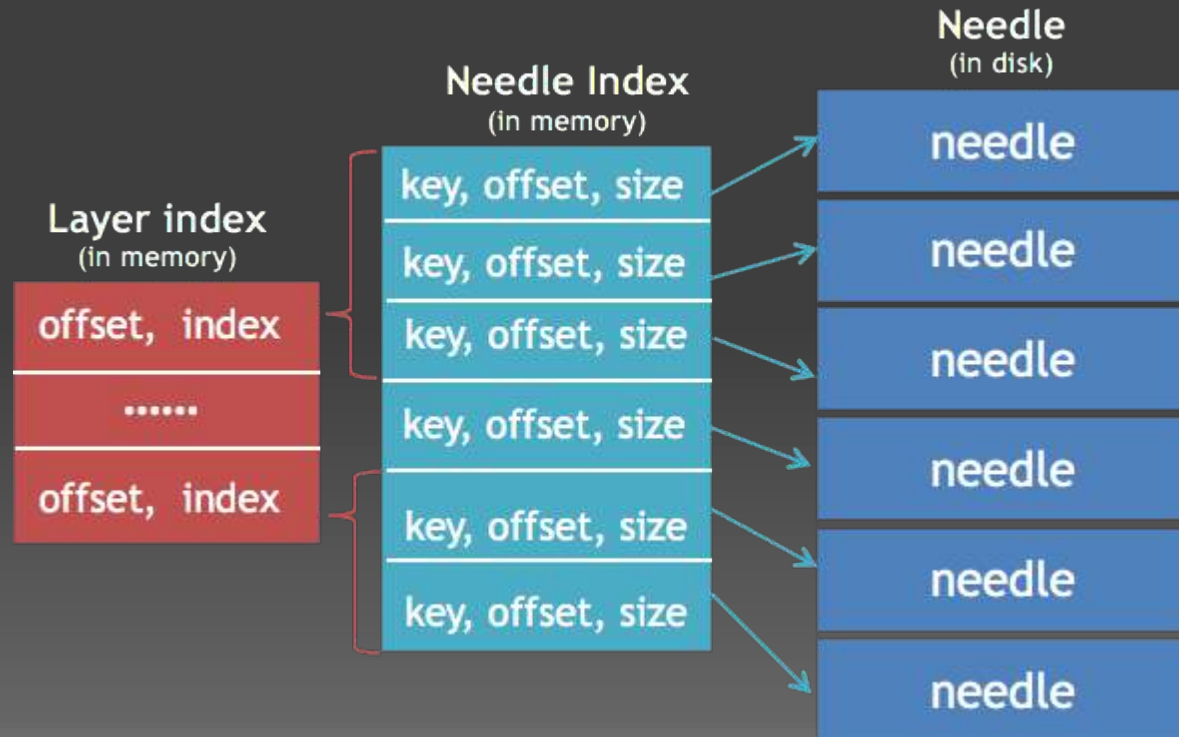 Layer index
(in memory)
offset, index
......
offset, index
Needle Index
(in memory)
key, offset, size
key, offset, size
key, offset, size
key, offset, size
key, offset, size
key, offset, size
Needle
(in disk)
needle
needle
needle
needle
needle
needle